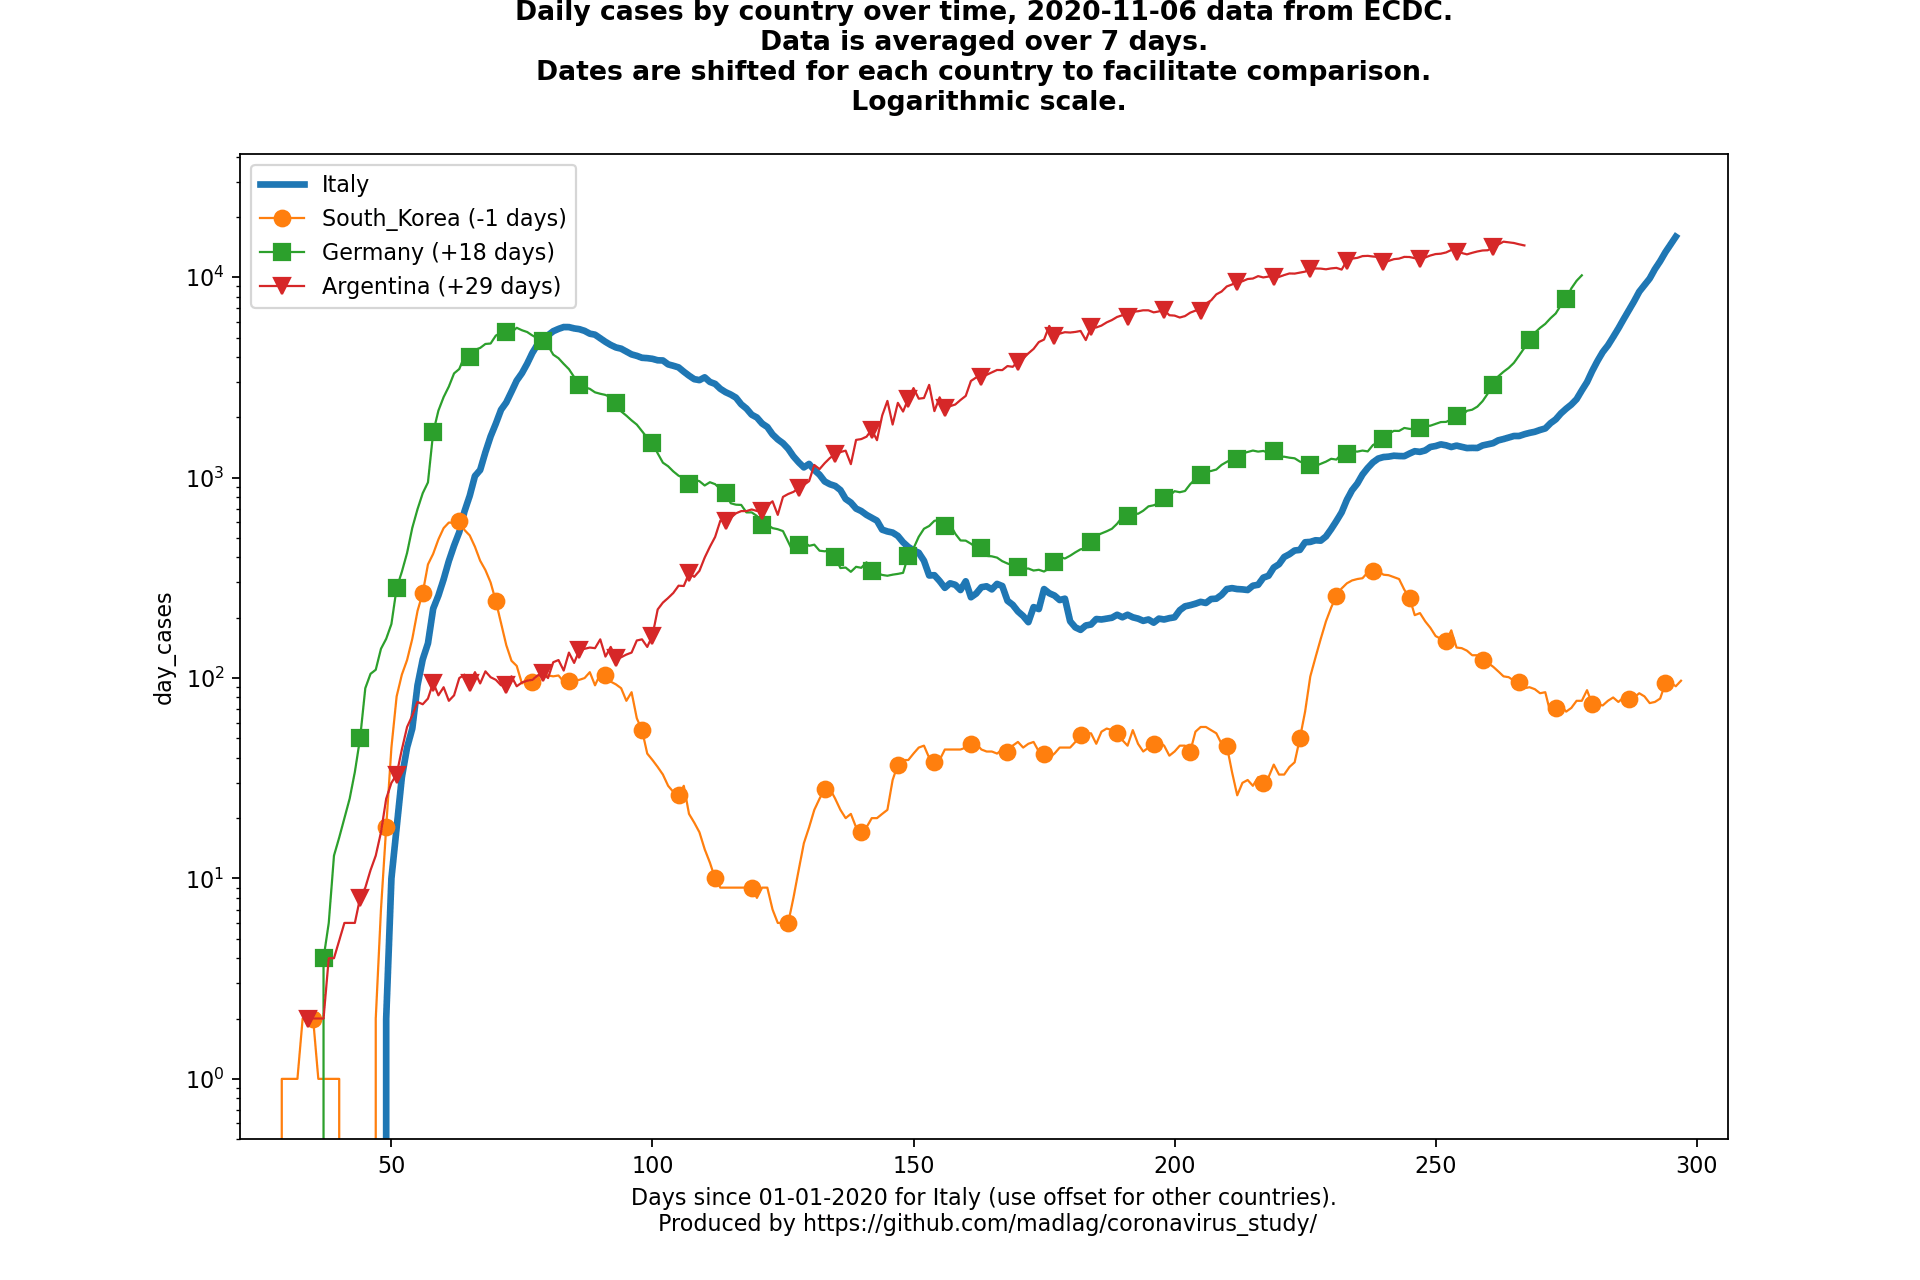 Daily cases by country over time, 2020-11-06 data from ECDC.
Data is averaged over 7 days.
Dates are shifted for each country to facilitate comparison.
Logarithmic scale.
Italy
South_Korea (-1 days)
Germany (+18 days)
Argentina (+29 days)
day_cases
10⁴
10³
10²
10¹
10⁰
50 100 150 200 250 300
Days since 01-01-2020 for Italy (use offset for other countries).
Produced by https://github.com/madlag/coronavirus_study/